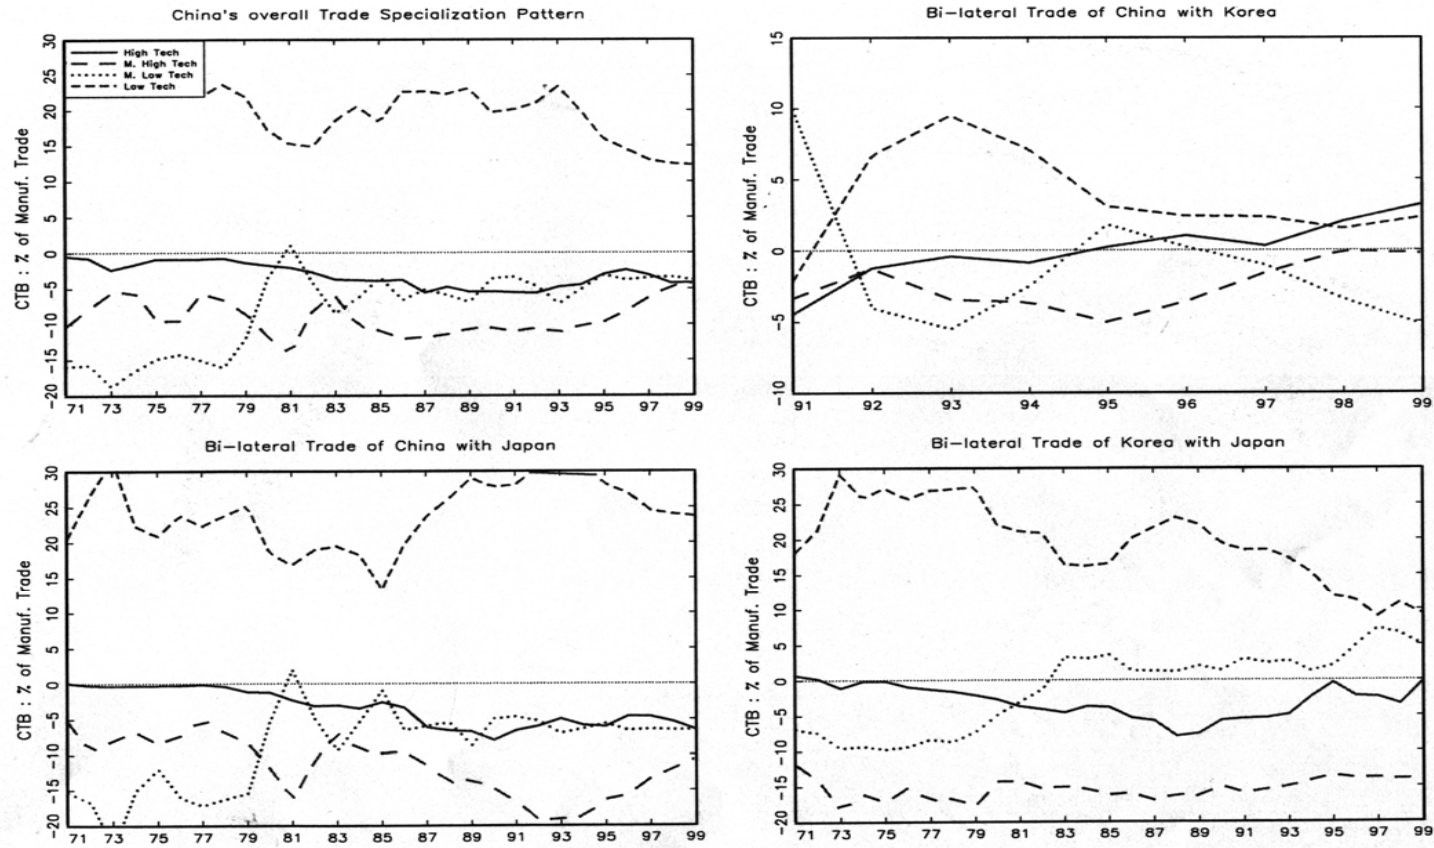 China's overall Trade Specialization Pattern
CTB : % of Manuf. Trade
30
25
20
15
10
5
0
-5
-10
-15
-20
High Tech
M. High Tech
M. Low Tech
Low Tech
71 73 75 77 79 81 83 85 87 89 91 93 95 97 99
Bi-lateral Trade of China with Korea
CTB : % of Manuf. Trade
15
10
5
0
-5
-10
91 92 93 94 95 96 97 98 99
Bi-lateral Trade of China with Japan
CTB : % of Manuf. Trade
30
25
20
15
10
5
0
-5
-10
-15
-20
71 73 75 77 79 81 83 85 87 89 91 93 95 97 99
Bi-lateral Trade of Korea with Japan
CTB : % of Manuf. Trade
30
25
20
15
10
5
0
-5
-10
-15
-20
71 73 75 77 79 81 83 85 87 89 91 93 95 97 99